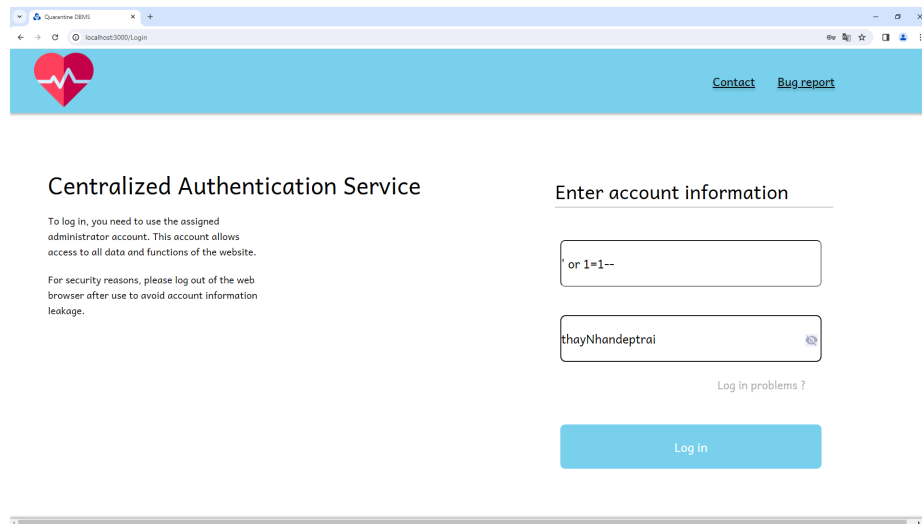 Quarantine DBMS
localhost:3000/Login
Contact Bug report
Centralized Authentication Service
To log in, you need to use the assigned
administrator account. This account allows
access to all data and functions of the website.
For security reasons, please log out of the web
browser after use to avoid account information
leakage.
Enter account information
' or 1=1--
thayNhandeptrai
Log in problems ?
Log in